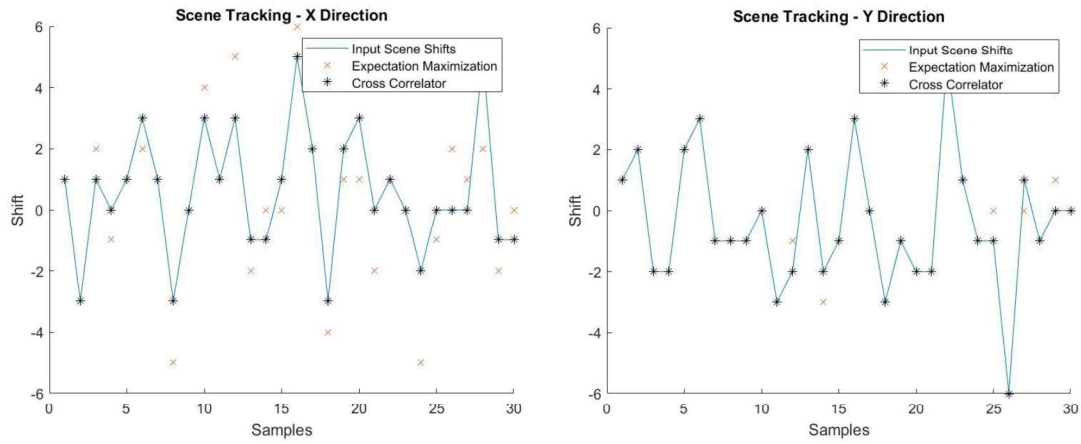 Scene Tracking - X Direction
6
4
2
0
-2
-4
-6
Shift
Input Scene Shifts
Expectation Maximization
Cross Correlator
0 5 10 15 20 25 30
Samples
Scene Tracking - Y Direction
6
4
2
0
-2
-4
-6
Shift
Input Scene Shifts
Expectation Maximization
Cross Correlator
0 5 10 15 20 25 30
Samples